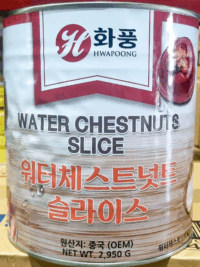 화풍
HWAPOONG
WATER CHESTNUTS
SLICE
워터체스트넛트
슬라이스
원산지: 중국 (OEM)
NET WT. 2,950 G